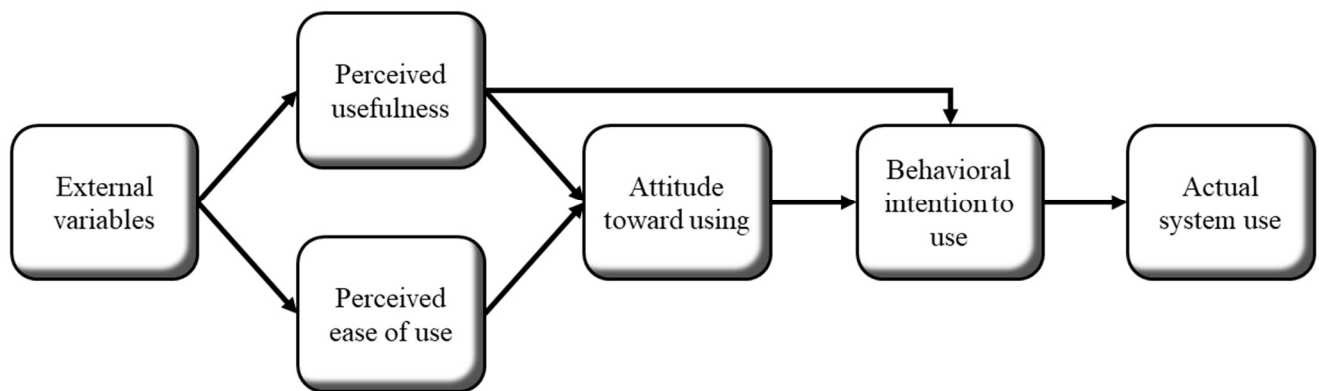 Perceived
usefulness
External
variables
Perceived
ease of use
Attitude
toward using
Behavioral
intention to
use
Actual
system use